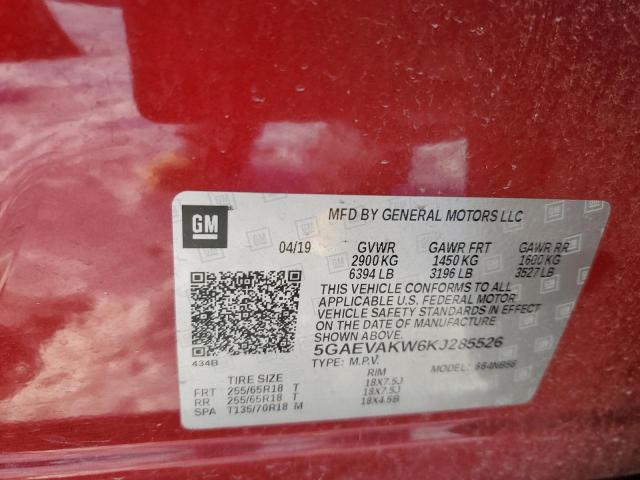 GM
MFD BY GENERAL MOTORS LLC
04/19 GVWR GAWR FRT GAWR RR
2900 KG 1450 KG 1600 KG
6394 LB 3196 LB 3527 LB
THIS VEHICLE CONFORMS TO ALL
APPLICABLE U.S. FEDERAL MOTOR
VEHICLE SAFETY STANDARDS IN EFFECT
ON THE DATE OF MANUFACTURE
SHOWN ABOVE.
5GAEVAKW6KJ285526
434B
TYPE: M.P.V. MODEL:
TIRE SIZE RIM
FRT 255/65R18 T 18X7.5J
RR 255/65R18 T 18X7.5J
SPA T135/70R18 M 18X4.5B